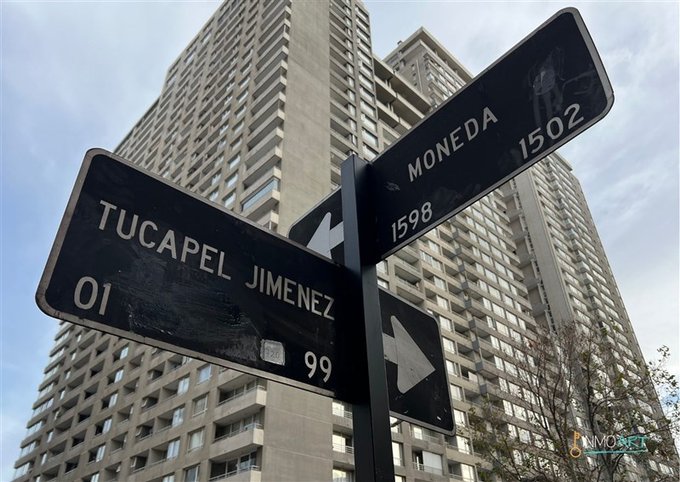 TUCAPEL JIMENEZ
01 99
MONEDA
1598 1502
INMONET